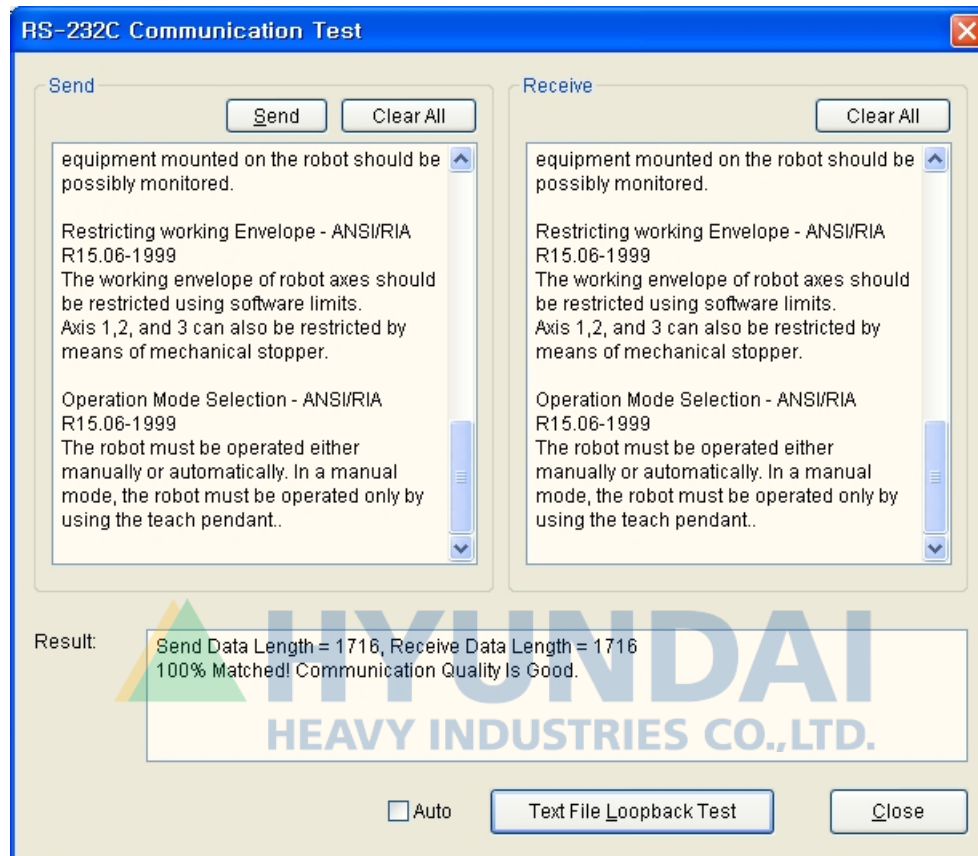 RS-232C Communication Test
Send
Send
Clear All
equipment mounted on the robot should be
possibly monitored.
Restricting working Envelope - ANSI/RIA
R15.06-1999
The working envelope of robot axes should
be restricted using software limits.
Axis 1,2, and 3 can also be restricted by
means of mechanical stopper.
Operation Mode Selection - ANSI/RIA
R15.06-1999
The robot must be operated either
manually or automatically. In a manual
mode, the robot must be operated only by
using the teach pendant..
Receive
Clear All
equipment mounted on the robot should be
possibly monitored.
Restricting working Envelope - ANSI/RIA
R15.06-1999
The working envelope of robot axes should
be restricted using software limits.
Axis 1,2, and 3 can also be restricted by
means of mechanical stopper.
Operation Mode Selection - ANSI/RIA
R15.06-1999
The robot must be operated either
manually or automatically. In a manual
mode, the robot must be operated only by
using the teach pendant..
Result:
Send Data Length = 1716, Receive Data Length = 1716
100% Matched! Communication Quality Is Good.
HYUNDAI
HEAVY INDUSTRIES CO.,LTD.
Auto
Text File Loopback Test
Close